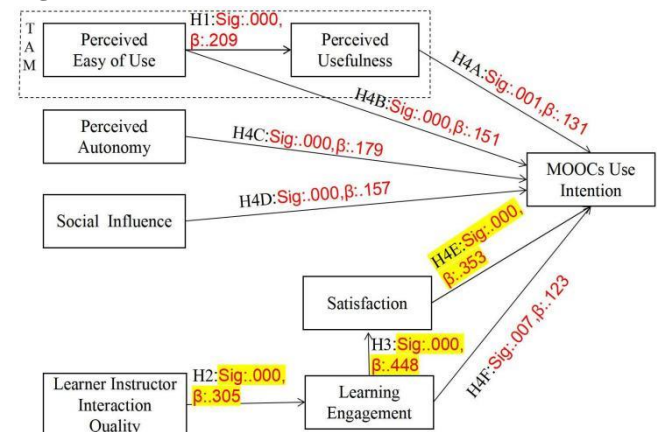 T
A
M
Perceived
Easy of Use
H1:Sig:.000,
β:.209
Perceived
Usefulness
H4A:Sig:.001,β:.131
H4B:Sig:.000,β:.151
Perceived
Autonomy
H4C:Sig:.000,β:.179
MOOCs Use
Intention
H4D:Sig:.000,β:.157
Social Influence
H4E:Sig:.000,
β:.353
Satisfaction
H4F:Sig:.007,β:.123
H3:Sig:.000,
β:.448
H2:Sig:.000,
β:.305
Learner Instructor
Interaction
Quality
Learning
Engagement